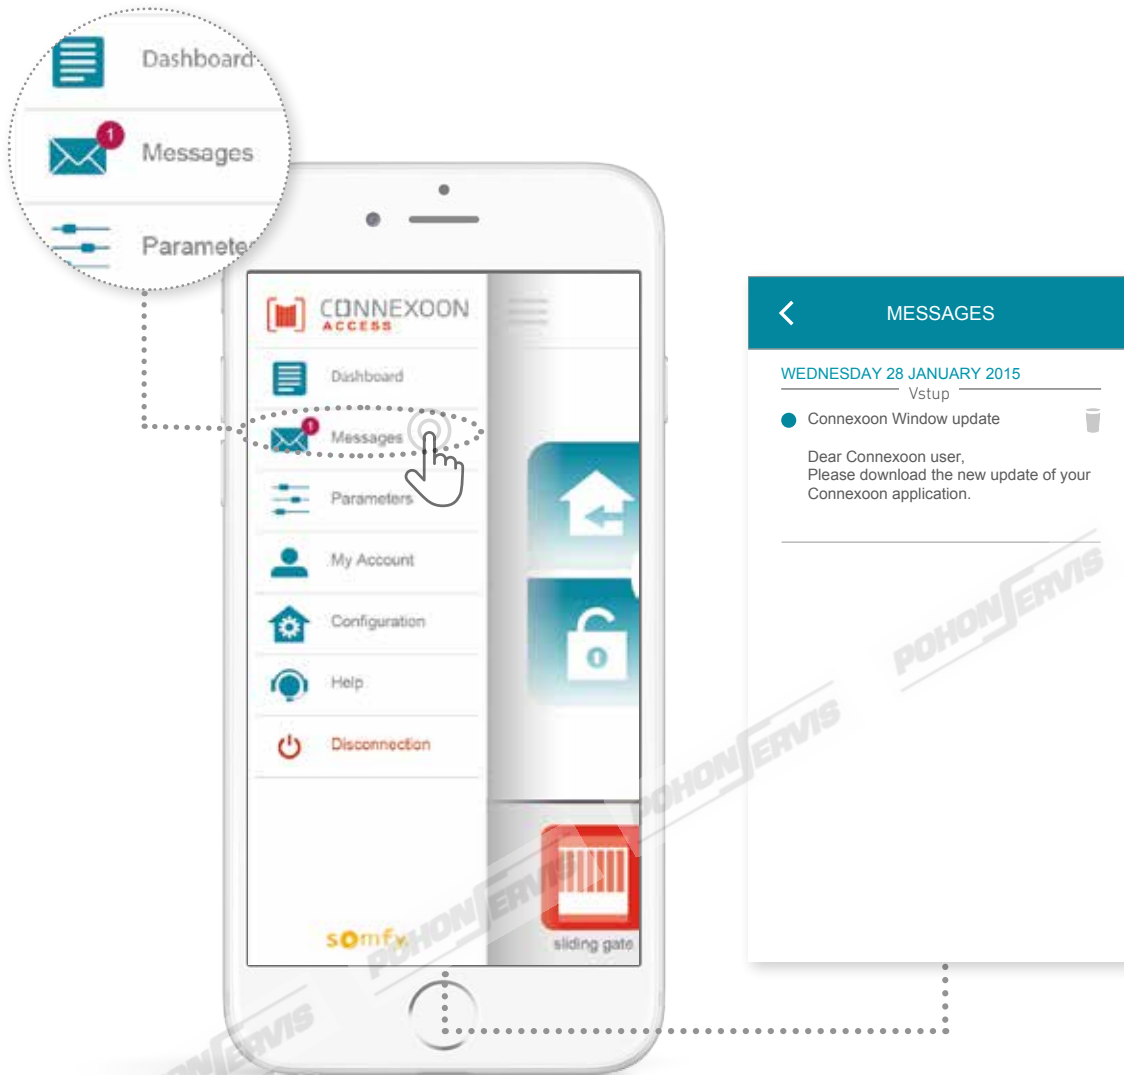 Dashboard
Messages
1
Paramete
CONNEXOON
ACCESS
Dashboard
Messages
1
Parameters
My Account
Configuration
Help
Disconnection
somfy.
sliding gate
MESSAGES
WEDNESDAY 28 JANUARY 2015
Vstup
Connexoon Window update
Dear Connexoon user,
Please download the new update of your
Connexoon application.
POHONSERVIS
POHONSERVIS
POHONSERVIS
POHONSERVIS